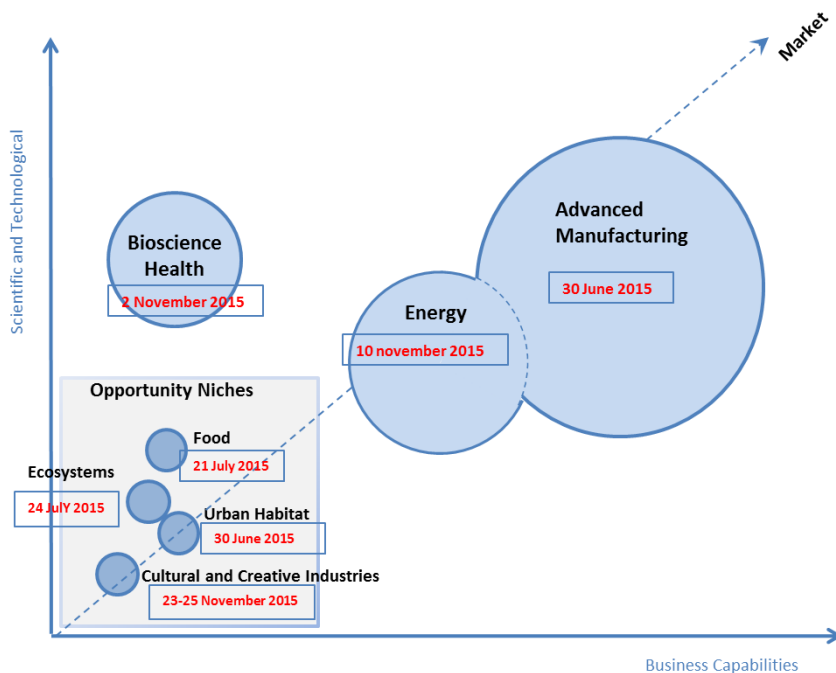 Market
Scientific and Technological
Advanced
Manufacturing
30 June 2015
Bioscience
Health
2 November 2015
Energy
10 november 2015
Opportunity Niches
Food
21 July 2015
Ecosystems
24 JulY 2015
Urban Habitat
30 June 2015
Cultural and Creative Industries
23-25 November 2015
Business Capabilities